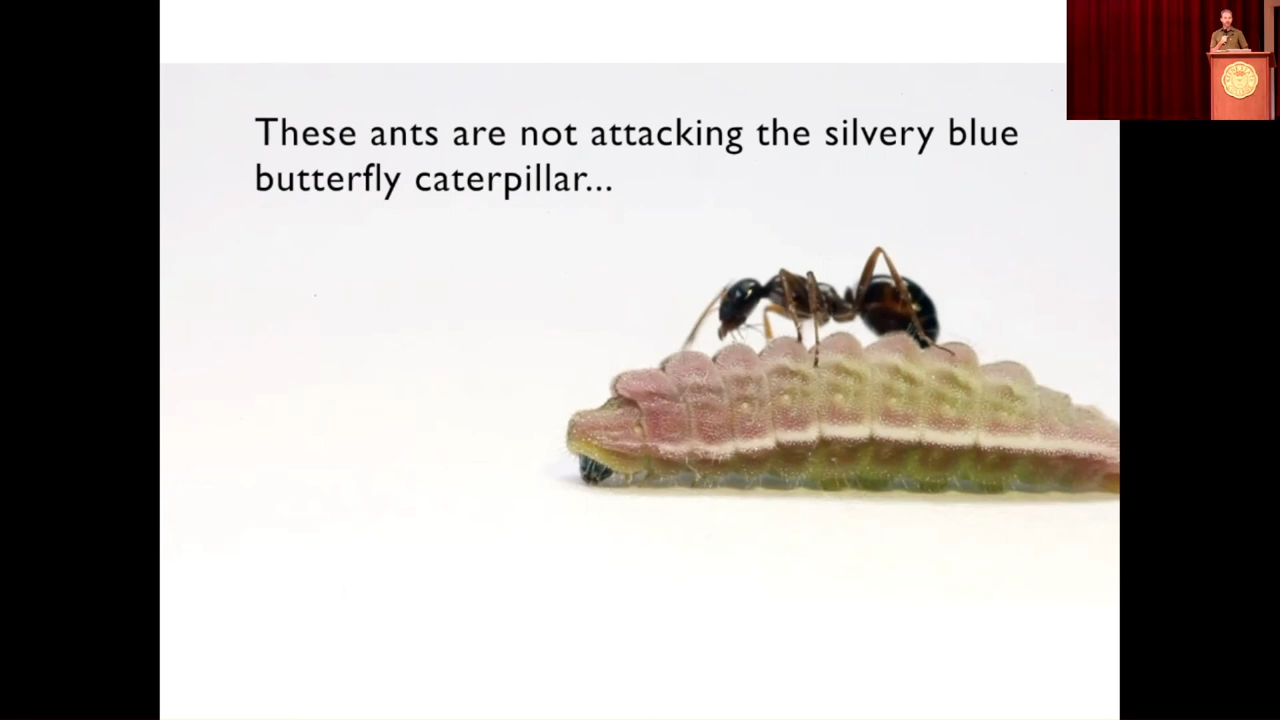 These ants are not attacking the silvery blue
butterfly caterpillar...